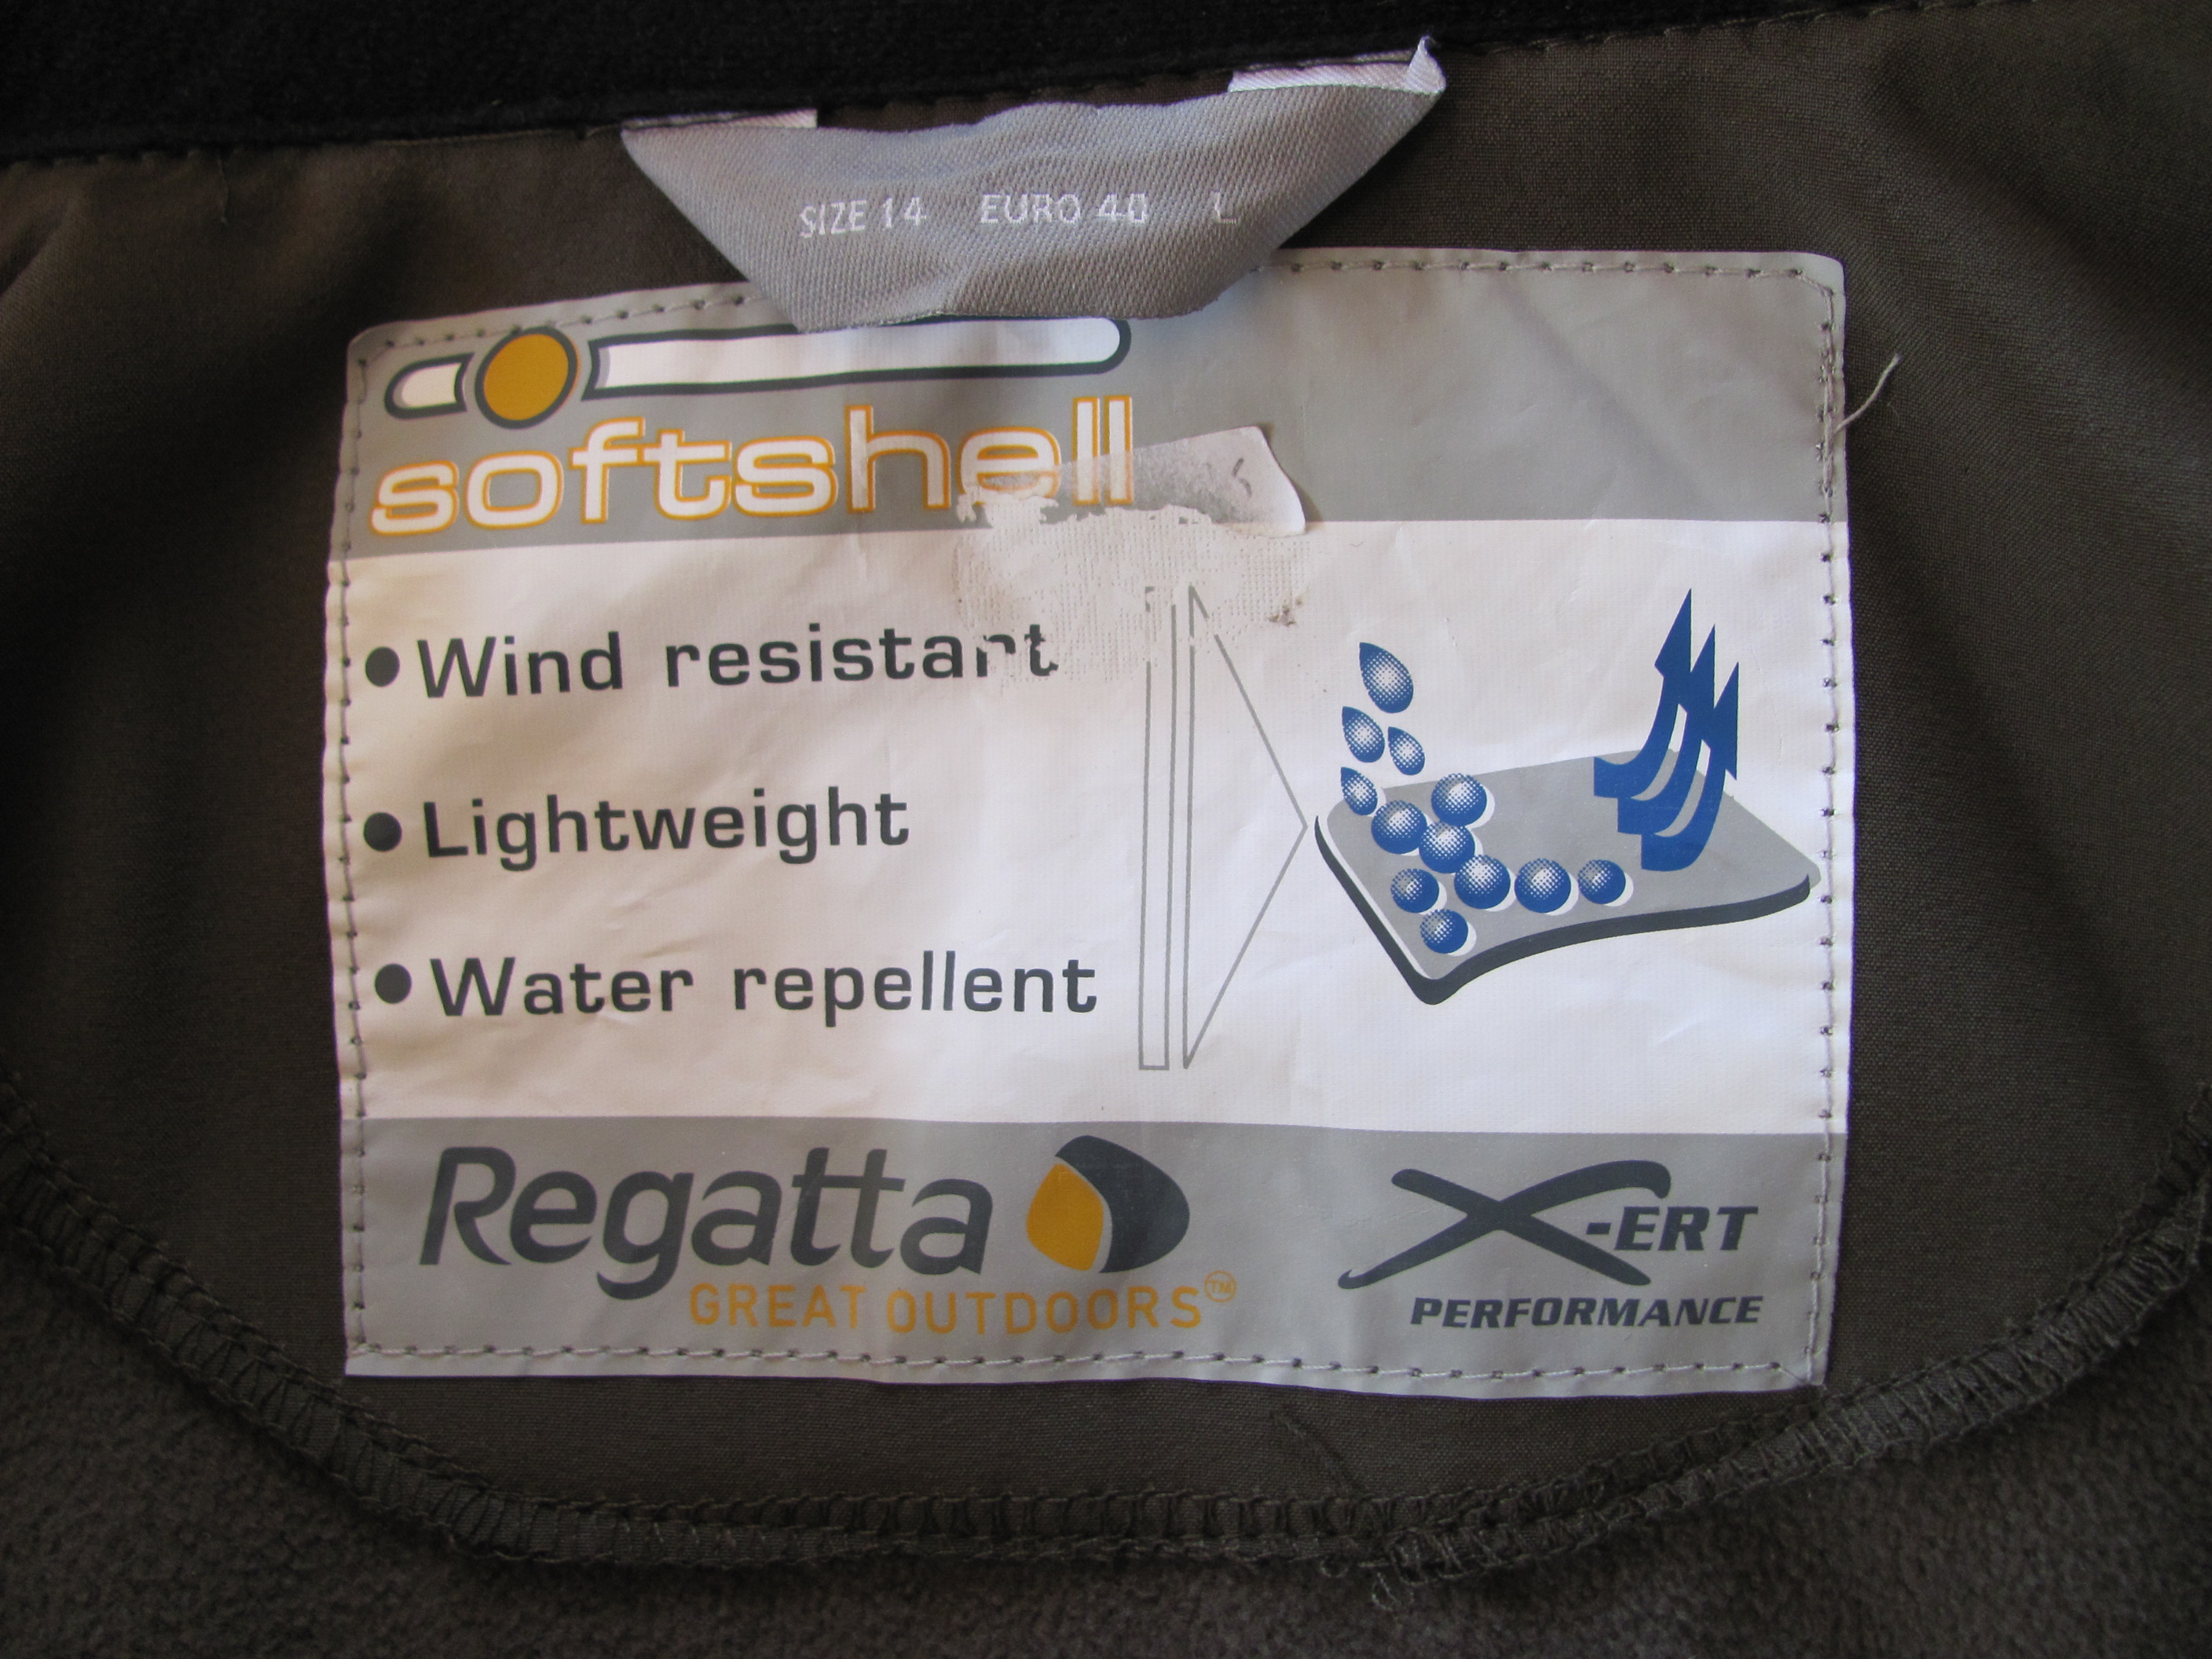 SIZE 14 EURO 40 L
softshell
• Wind resistant
• Lightweight
• Water repellent
Regatta
GREAT OUTDOORS™
X-ERT
PERFORMANCE